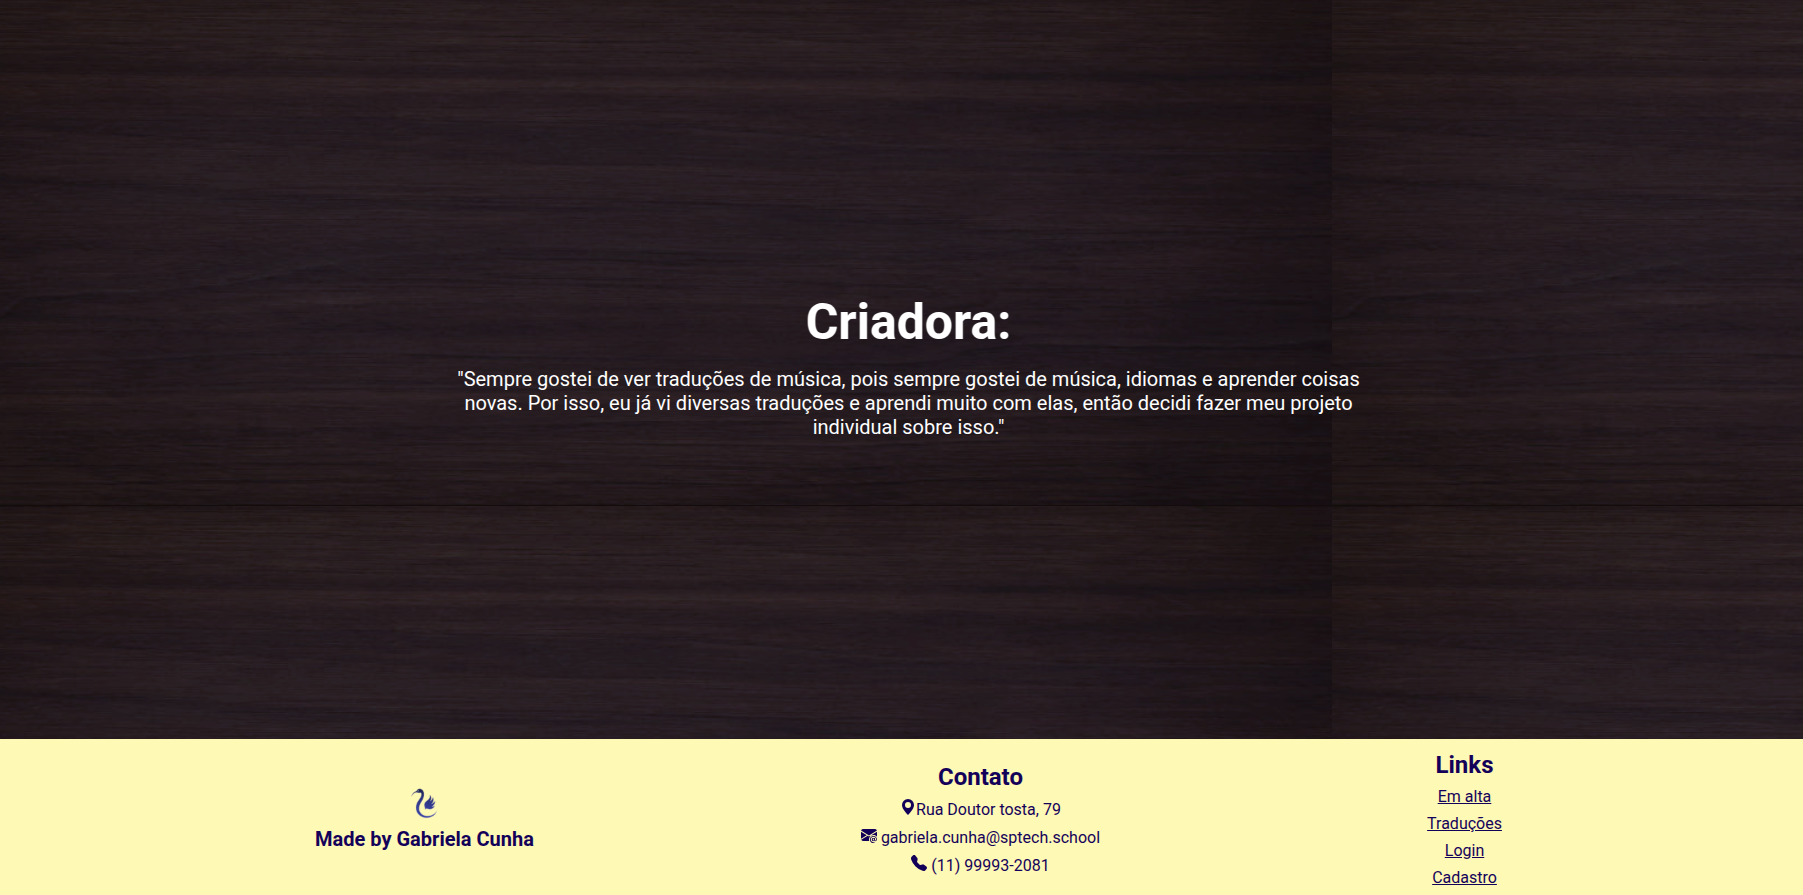 Criadora:
"Sempre gostei de ver traduções de música, pois sempre gostei de música, idiomas e aprender coisas
novas. Por isso, eu já vi diversas traduções e aprendi muito com elas, então decidi fazer meu projeto
individual sobre isso."
Made by Gabriela Cunha
Contato
Rua Doutor tosta, 79
gabriela.cunha@sptech.school
(11) 99993-2081
Links
Em alta
Traduções
Login
Cadastro